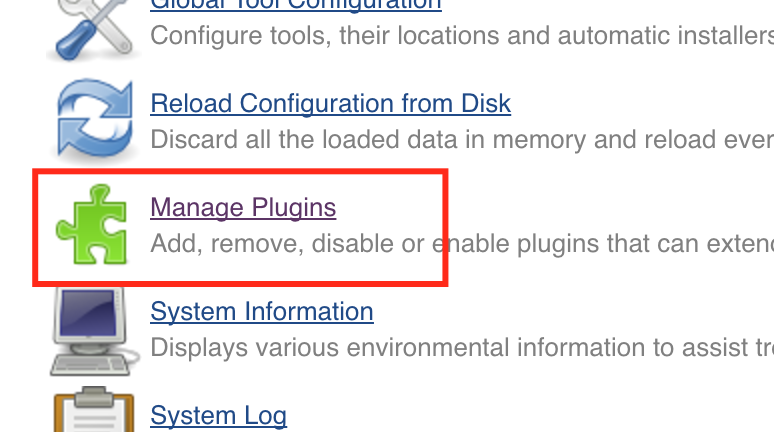 Global Tool Configuration
Configure tools, their locations and automatic installers
Reload Configuration from Disk
Discard all the loaded data in memory and reload ever
Manage Plugins
Add, remove, disable or enable plugins that can exten
System Information
Displays various environmental information to assist tr
System Log